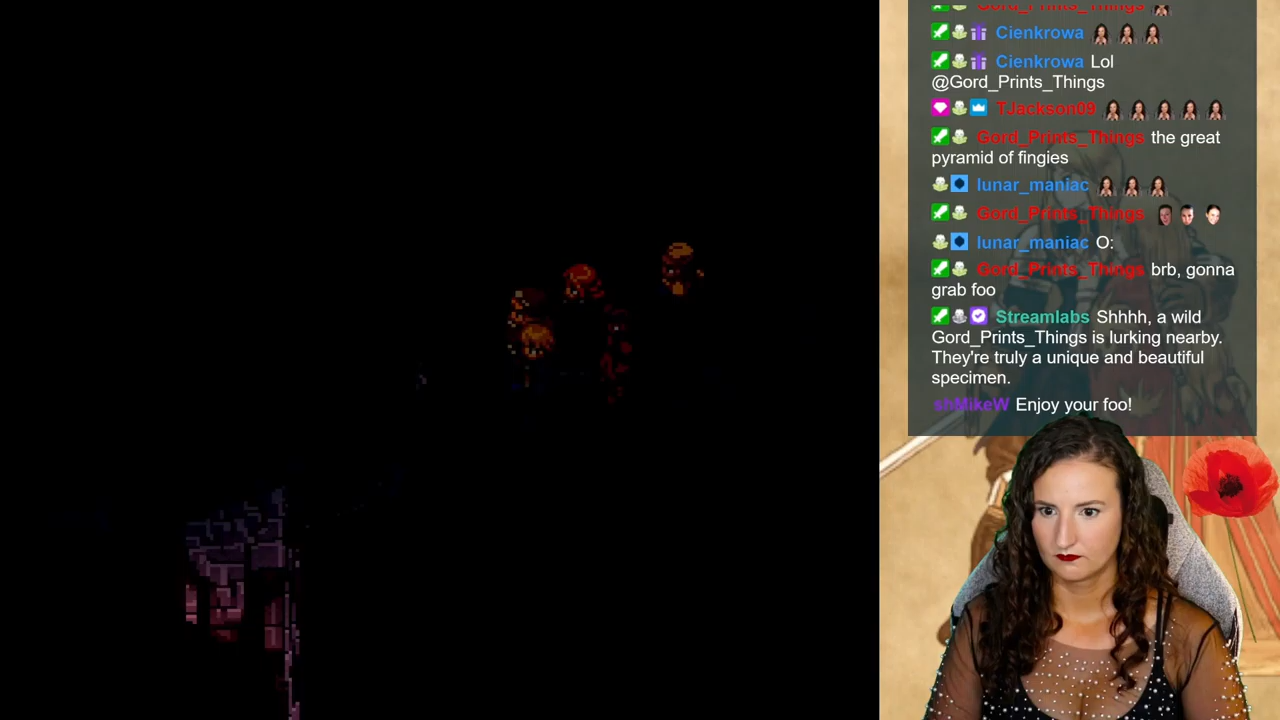 Gord_Prints_Things
Cienkrowa
Cienkrowa Lol
@Gord_Prints_Things
TJackson09
Gord_Prints_Things the great
pyramid of fingies
lunar_maniac
Gord_Prints_Things
lunar_maniac O:
Gord_Prints_Things brb, gonna
grab foo
Streamlabs Shhhh, a wild
Gord_Prints_Things is lurking nearby.
They're truly a unique and beautiful
specimen.
shMikeW Enjoy your foo!